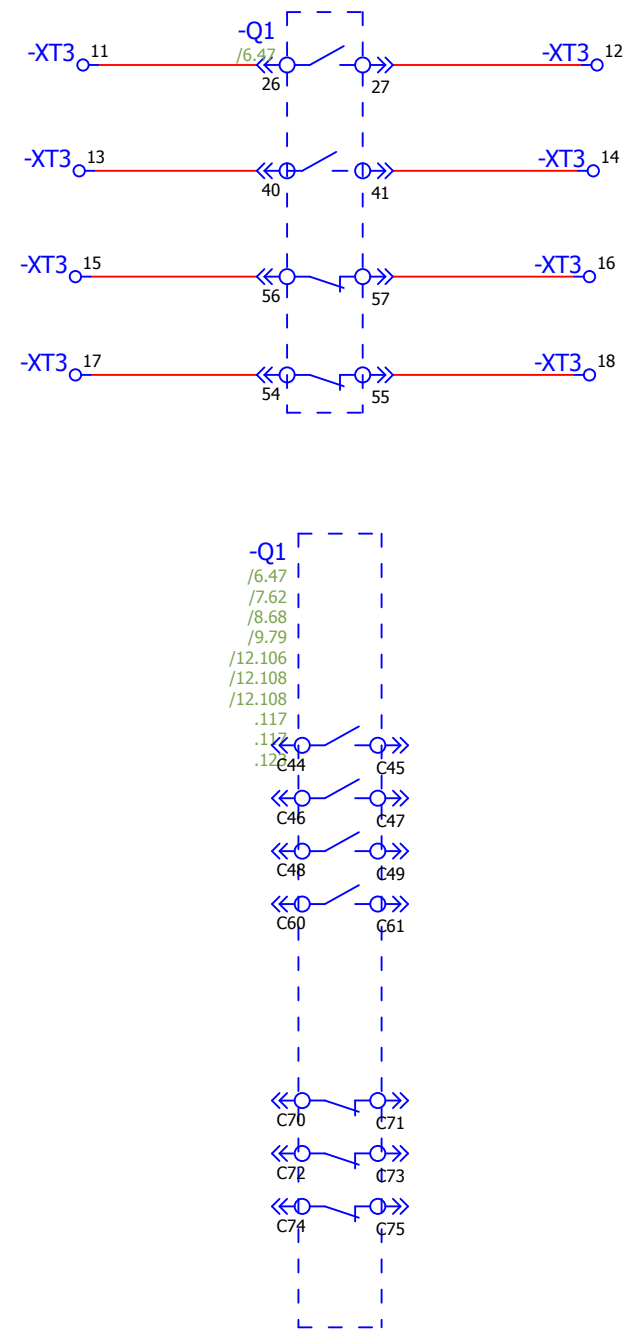 -Q1
/6.47
-XT3 11
26
27
-XT3 12
-XT3 13
40
41
-XT3 14
-XT3 15
56
57
-XT3 16
-XT3 17
54
55
-XT3 18
-Q1
/6.47
/7.62
/8.68
/9.79
/12.106
/12.108
/12.108
.117
.117
.123
C44 C45
C46 C47
C48 C49
C60 C61
C70 C71
C72 C73
C74 C75